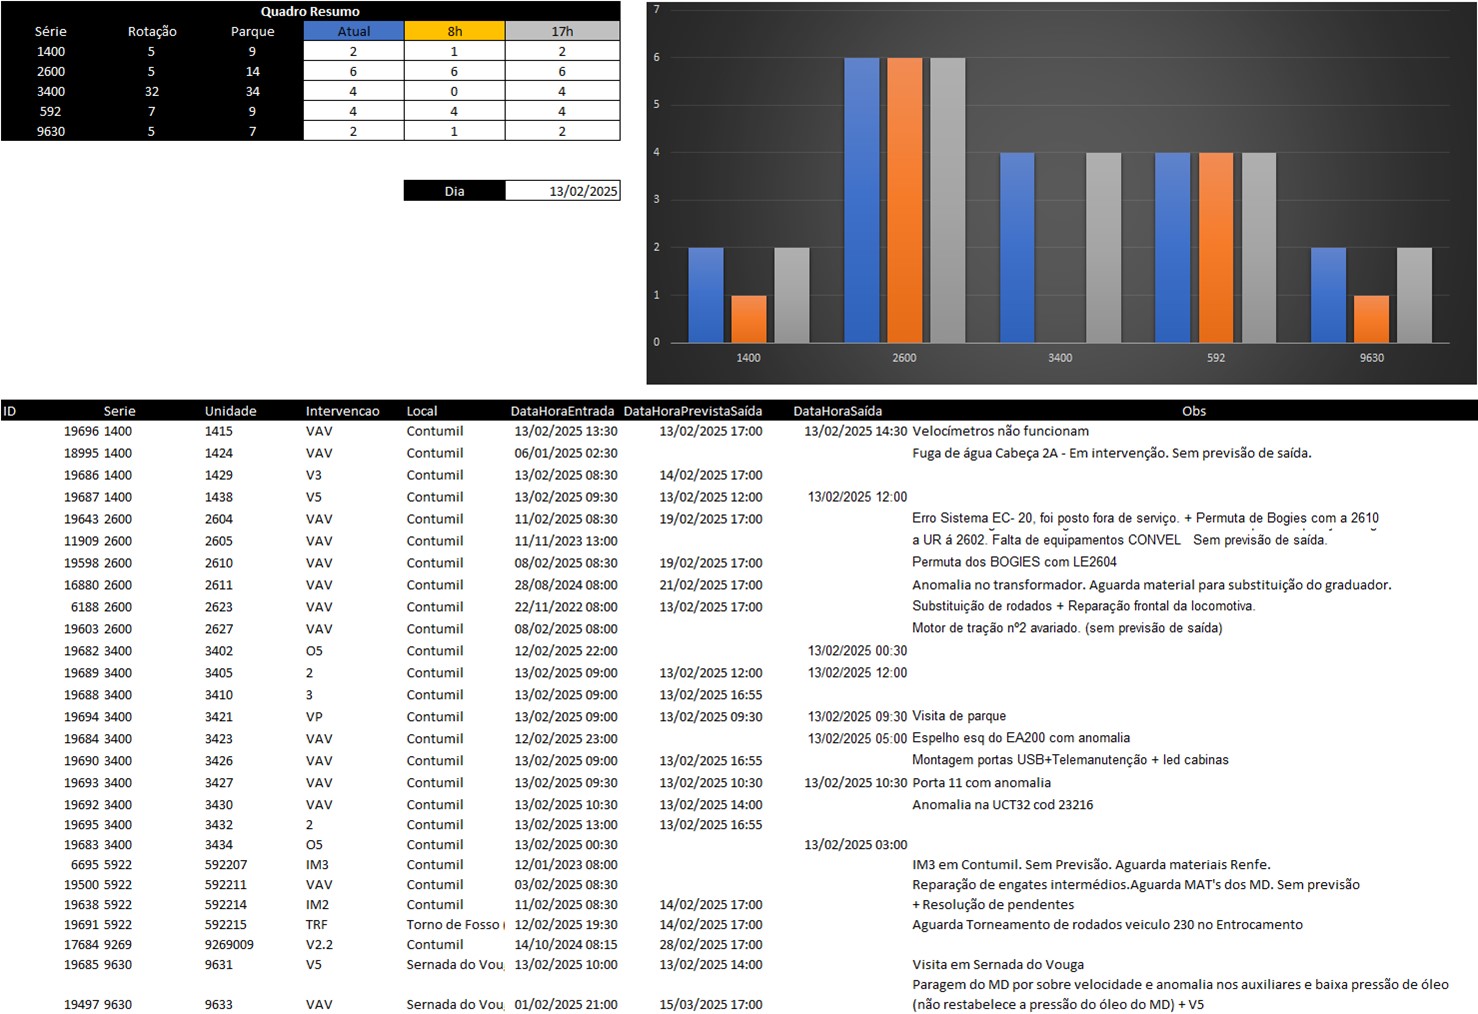 Quadro Resumo
Série Rotação Parque Atual 8h 17h
1400 5 9 2 1 2
2600 5 14 6 6 6
3400 32 34 4 0 4
592 7 9 4 4 4
9630 5 7 2 1 2
Dia 13/02/2025
7
6
5
4
3
2
1
0
1400 2600 3400 592 9630
ID Serie Unidade Intervencao Local DataHoraEntrada DataHoraPrevistaSaída DataHoraSaída Obs
19696 1400 1415 VAV Contumil 13/02/2025 13:30 13/02/2025 17:00 13/02/2025 14:30 Velocímetros não funcionam
18995 1400 1424 VAV Contumil 06/01/2025 02:30 Fuga de água Cabeça 2A - Em intervenção. Sem previsão de saída.
19686 1400 1429 V3 Contumil 13/02/2025 08:30 14/02/2025 17:00
19687 1400 1438 V5 Contumil 13/02/2025 09:30 13/02/2025 12:00 13/02/2025 12:00
19643 2600 2604 VAV Contumil 11/02/2025 08:30 19/02/2025 17:00 Erro Sistema EC- 20, foi posto fora de serviço. + Permuta de Bogies com a 2610
11909 2600 2605 VAV Contumil 11/11/2023 13:00 a UR á 2602. Falta de equipamentos CONVEL Sem previsão de saída.
19598 2600 2610 VAV Contumil 08/02/2025 08:30 19/02/2025 17:00 Permuta dos BOGIES com LE2604
16880 2600 2611 VAV Contumil 28/08/2024 08:00 21/02/2025 17:00 Anomalia no transformador. Aguarda material para substituição do graduador.
6188 2600 2623 VAV Contumil 22/11/2022 08:00 13/02/2025 17:00 Substituição de rodados + Reparação frontal da locomotiva.
19603 2600 2627 VAV Contumil 08/02/2025 08:00 Motor de tração nº2 avariado. (sem previsão de saída)
19682 3400 3402 O5 Contumil 12/02/2025 22:00 13/02/2025 00:30
19689 3400 3405 2 Contumil 13/02/2025 09:00 13/02/2025 12:00 13/02/2025 12:00
19688 3400 3410 3 Contumil 13/02/2025 09:00 13/02/2025 16:55
19694 3400 3421 VP Contumil 13/02/2025 09:00 13/02/2025 09:30 13/02/2025 09:30 Visita de parque
19684 3400 3423 VAV Contumil 12/02/2025 23:00 13/02/2025 05:00 Espelho esq do EA200 com anomalia
19690 3400 3426 VAV Contumil 13/02/2025 09:00 13/02/2025 16:55 Montagem portas USB+Telemanutenção + led cabinas
19693 3400 3427 VAV Contumil 13/02/2025 09:30 13/02/2025 10:30 13/02/2025 10:30 Porta 11 com anomalia
19692 3400 3430 VAV Contumil 13/02/2025 10:30 13/02/2025 14:00 Anomalia na UCT32 cod 23216
19695 3400 3432 2 Contumil 13/02/2025 13:00 13/02/2025 16:55
19683 3400 3434 O5 Contumil 13/02/2025 00:30 13/02/2025 03:00
6695 5922 592207 IM3 Contumil 12/01/2023 08:00 IM3 em Contumil. Sem Previsão. Aguarda materiais Renfe.
19500 5922 592211 VAV Contumil 03/02/2025 08:30 Reparação de engates intermédios.Aguarda MAT's dos MD. Sem previsão
19638 5922 592214 IM2 Contumil 11/02/2025 08:30 14/02/2025 17:00 + Resolução de pendentes
19691 5922 592215 TRF Torno de Fosso ( 12/02/2025 19:30 14/02/2025 17:00 Aguarda Torneamento de rodados veiculo 230 no Entrocamento
17684 9269 9269009 V2.2 Contumil 14/10/2024 08:15 28/02/2025 17:00
19685 9630 9631 V5 Sernada do Voug 13/02/2025 10:00 13/02/2025 14:00 Visita em Sernada do Vouga
Paragem do MD por sobre velocidade e anomalia nos auxiliares e baixa pressão de óleo
19497 9630 9633 VAV Sernada do Voug 01/02/2025 21:00 15/03/2025 17:00 (não restabelece a pressão do óleo do MD) + V5